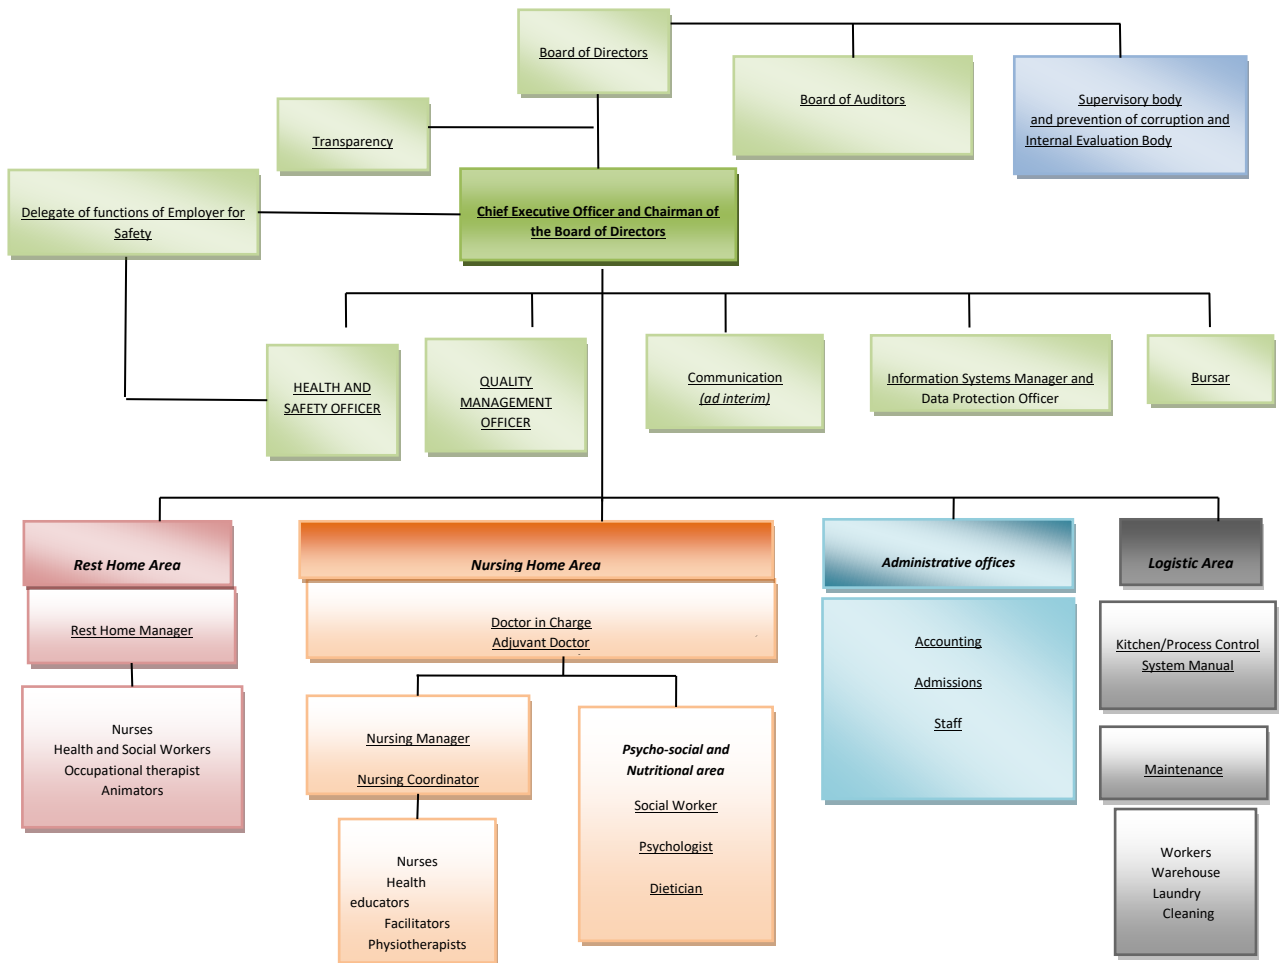 Board of Directors
Board of Auditors
Supervisory body
and prevention of corruption and
Internal Evaluation Body
Transparency
Delegate of functions of Employer for
Safety
Chief Executive Officer and Chairman of
the Board of Directors
HEALTH AND
SAFETY OFFICER
QUALITY
MANAGEMENT
OFFICER
Communication
(ad interim)
Information Systems Manager and
Data Protection Officer
Bursar
Rest Home Area
Rest Home Manager
Nurses
Health and Social Workers
Occupational therapist
Animators
Nursing Home Area
Doctor in Charge
Adjuvant Doctor
Nursing Manager
Nursing Coordinator
Nurses
Health
educators
Facilitators
Physiotherapists
Psycho-social and
Nutritional area
Social Worker
Psychologist
Dietician
Administrative offices
Accounting
Admissions
Staff
Logistic Area
Kitchen/Process Control
System Manual
Maintenance
Workers
Warehouse
Laundry
Cleaning